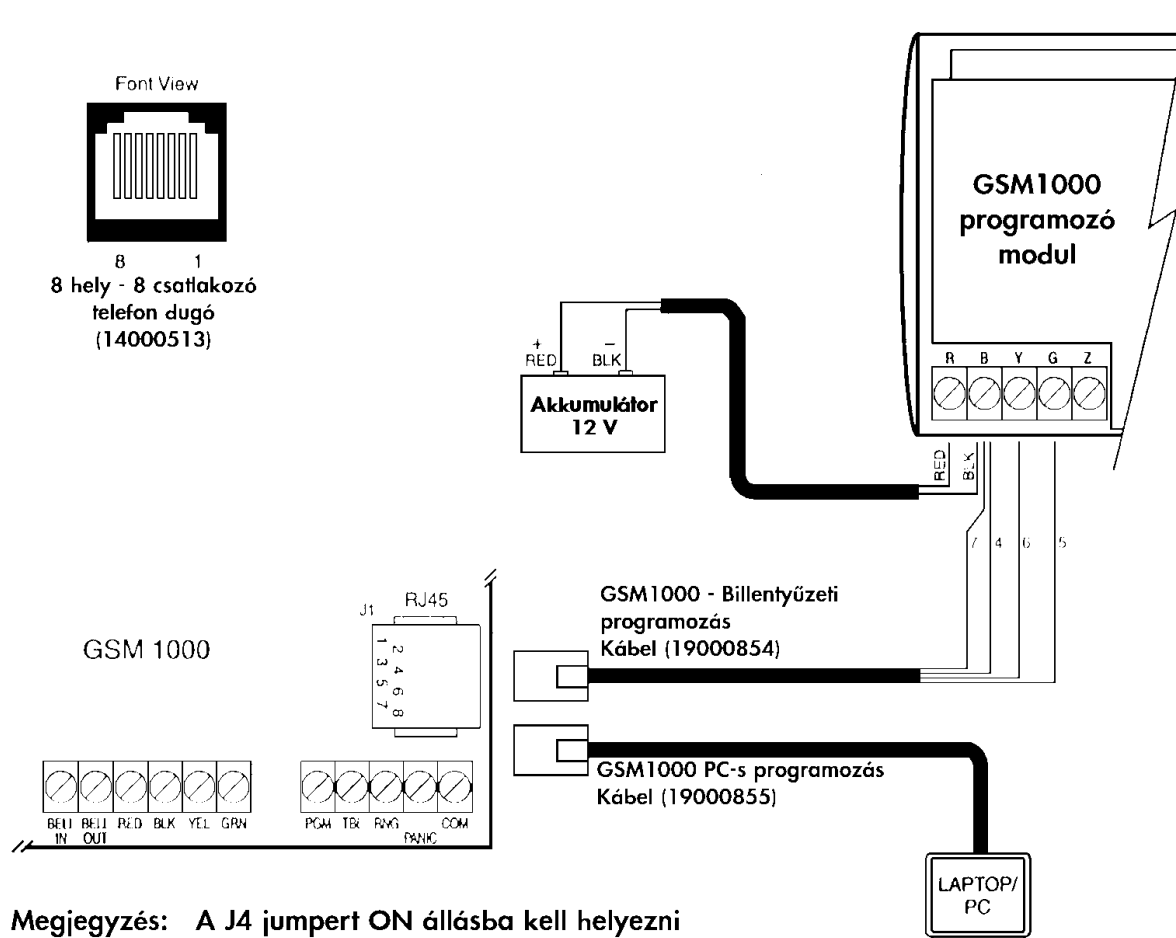 Font View
8 1
8 hely - 8 csatlakozó
telefon dugó
(14000513)
GSM1000
programozó
modul
R B Y G Z
+ −
RED BLK
Akkumulátor
12 V
RED BLK
7 4 6 5
GSM1000 - Billentyűzeti
programozás
Kábel (19000854)
J1 RJ45
1 2
3 4
5 6
7 8
GSM 1000
GSM1000 PC-s programozás
Kábel (19000855)
BELL IN
BELL OUT
RED BLK YEL GRN
PGM RNG COM
PANIC
LAPTOP/
PC
Megjegyzés: A J4 jumpert ON állásba kell helyezni